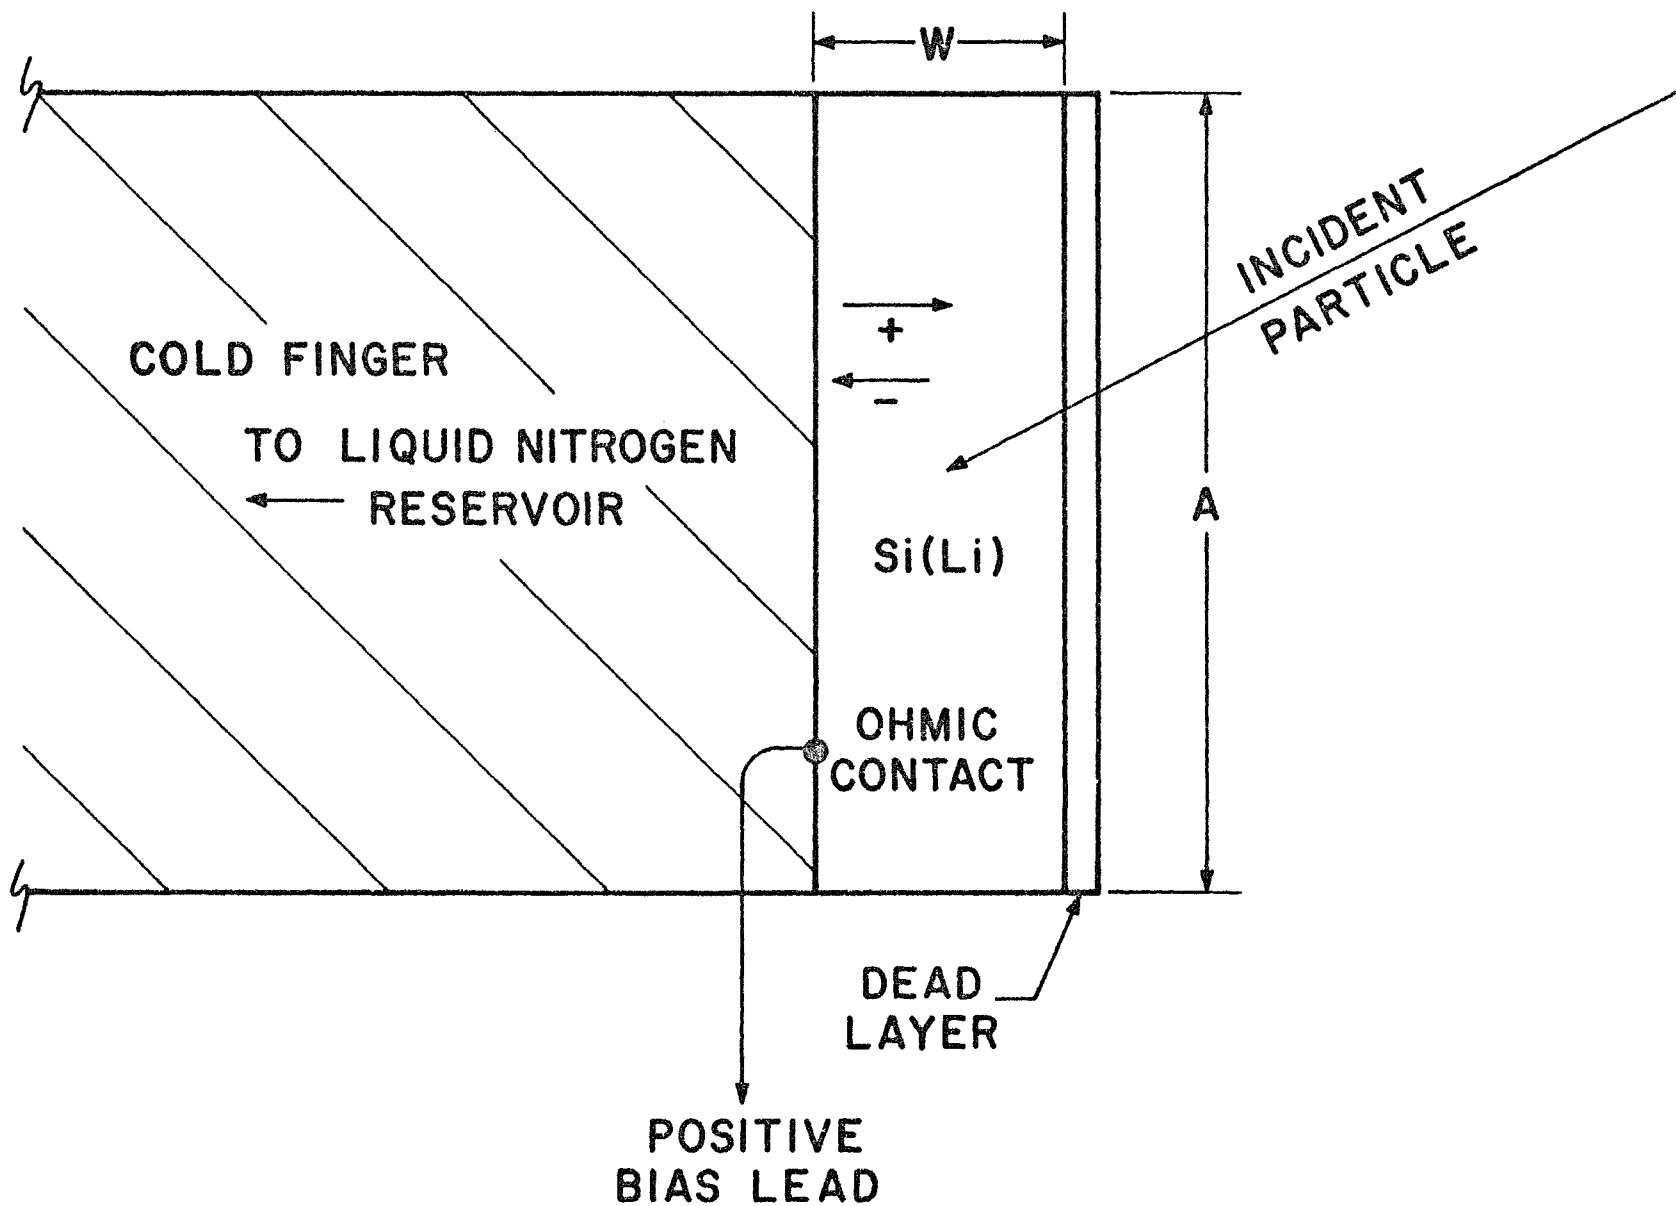 W
INCIDENT
PARTICLE
+
−
COLD FINGER
TO LIQUID NITROGEN
RESERVOIR
A
Si(Li)
OHMIC
CONTACT
DEAD
LAYER
POSITIVE
BIAS LEAD